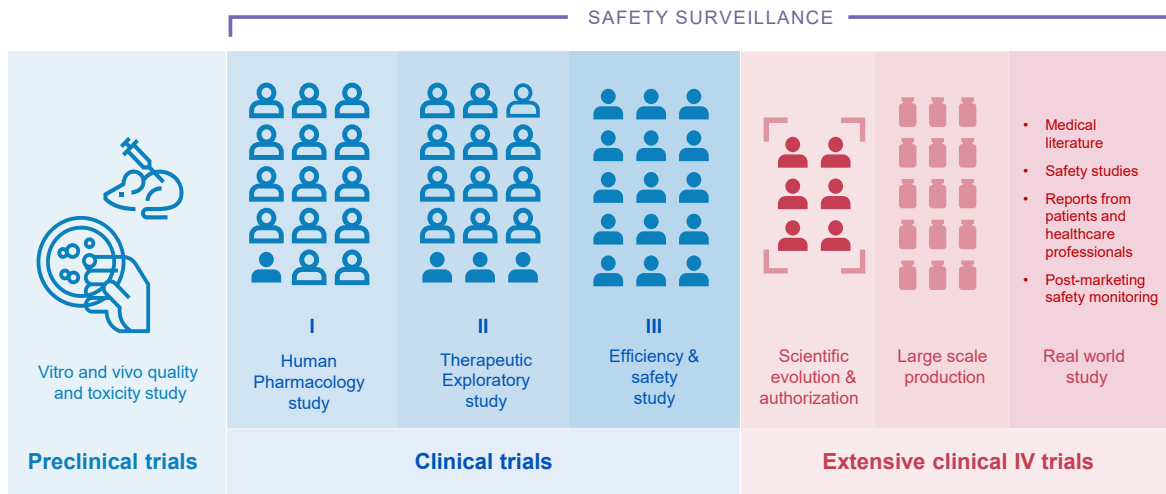 SAFETY SURVEILLANCE
Vitro and vivo quality
and toxicity study
Preclinical trials
I
Human
Pharmacology
study
II
Therapeutic
Exploratory
study
III
Efficiency &
safety
study
Clinical trials
Scientific
evolution &
authorization
Large scale
production
• Medical
literature
• Safety studies
• Reports from
patients and
healthcare
professionals
• Post-marketing
safety monitoring
Real world
study
Extensive clinical IV trials